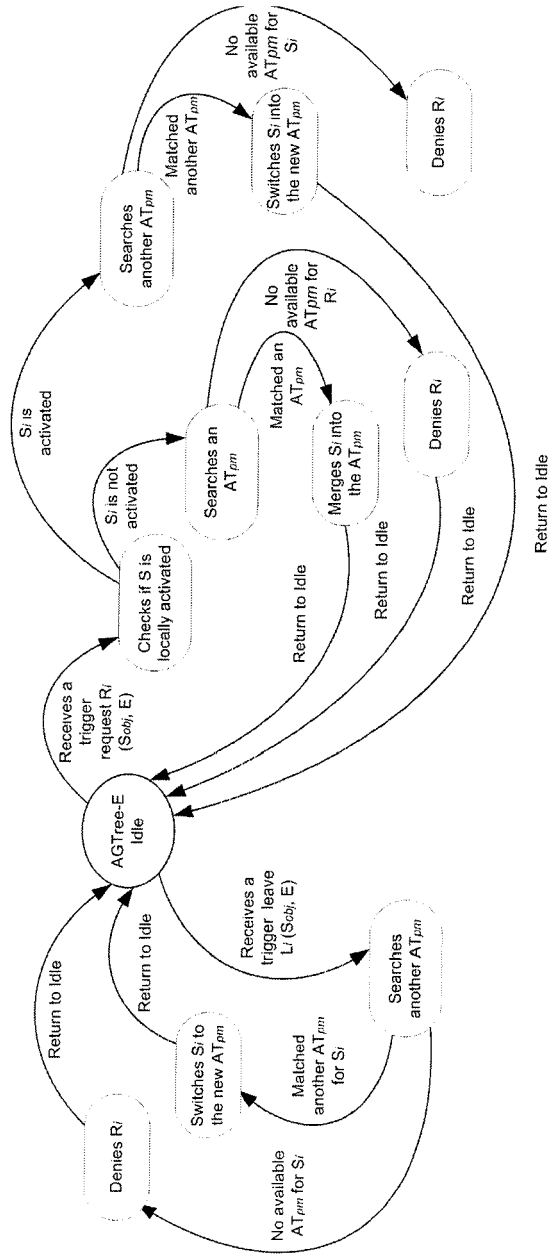 No
available
ATpm for
Si
Denies Ri
Matched
another ATpm
Switches Si into
the new ATpm
Searches
another ATpm
Si is
activated
No
available
ATpm for
Ri
Denies Ri
Matched an
ATpm
Merges Si into
the ATpm
Searches an
ATpm
Si is not
activated
Checks if S is
locally activated
Receives a
trigger
request Ri
(Sobj, E)
Return to Idle
Return to Idle
Return to Idle
Return to Idle
AGTree-E
Idle
Receives a
trigger leave
Li (Sobj, E)
Searches
another ATpm
Matched
another ATpm
for Si
Switches Si to
the new ATpm
Return to Idle
No available
ATpm for Si
Denies Ri
Return to Idle